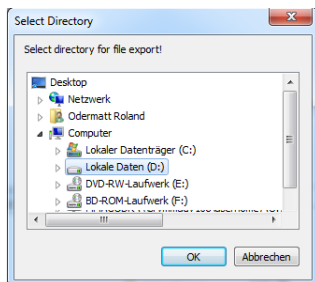 Select Directory
Select directory for file export!
Desktop
Netzwerk
Odermatt Roland
Computer
Lokaler Datenträger (C:)
Lokale Daten (D:)
DVD-RW-Laufwerk (E:)
BD-ROM-Laufwerk (F:)
OK Abbrechen